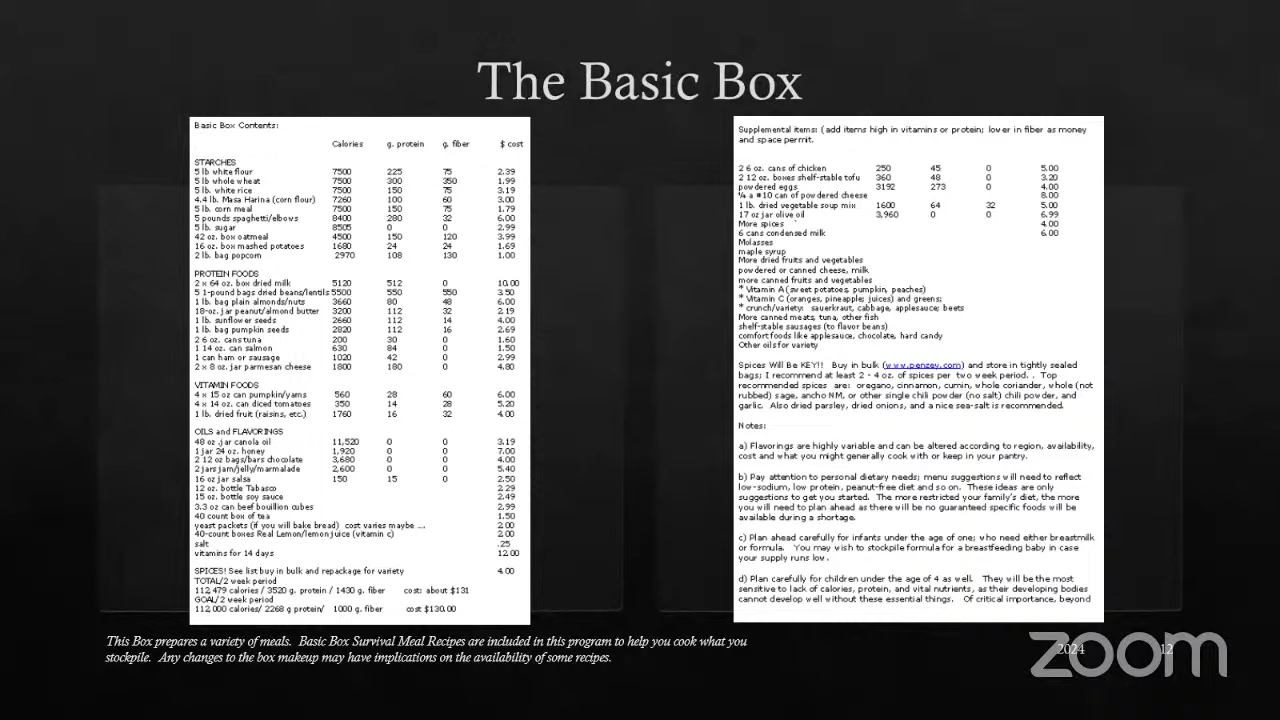 The Basic Box
Basic Box Contents:
Calories g. protein g. fiber $ cost
STARCHES
5 lb white flour 7500 225 75 2.39
5 lb whole wheat 7500 300 350 1.99
5 lb. white rice 7500 150 75 3.19
4.4 lb. Masa Harina (corn flour) 7260 100 60 3.00
5 lb. corn meal 7500 150 75 1.79
5 pounds spaghetti/elbows 8400 280 32 6.00
5 lb. sugar 8505 0 0 2.99
42 oz. box oatmeal 4500 150 120 3.99
16 oz. box mashed potatoes 1680 24 24 1.69
2 lb. bag popcorn 2970 108 130 1.00
PROTEIN FOODS
2 x 64 oz. box dried milk 5120 512 0 10.00
5 1-pound bags dried beans/lentils 5500 550 550 3.50
1 lb. bag plain almonds/nuts 3660 80 48 6.00
18-oz. jar peanut/almond butter 3200 112 32 2.19
1 lb. sunflower seeds 2660 112 14 4.00
1 lb. bag pumpkin seeds 2820 112 16 2.69
2 6 oz. cans tuna 200 30 0 1.60
1 14 oz. can salmon 630 84 0 1.50
1 can ham or sausage 1020 42 0 2.99
2 x 8 oz. jar parmesan cheese 1800 180 0 4.80
VITAMIN FOODS
4 x 15 oz can pumpkin/yams 560 28 60 6.00
4 x 14 oz. can diced tomatoes 350 14 28 5.20
1 lb. dried fruit (raisins, etc.) 1760 16 32 4.00
OILS and FLAVORINGS
48 oz .jar canola oil 11,520 0 0 3.19
1 jar 24 oz. honey 1,920 0 0 7.00
2 12 oz bags/bars chocolate 3,680 0 0 4.00
2 jars jam/jelly/marmalade 2,600 0 0 5.40
16 oz jar salsa 150 15 0 2.50
12 oz. bottle Tabasco 2.29
15 oz. bottle soy sauce 2.49
3.3 oz can beef bouillion cubes 2.99
40 count box of tea 1.50
yeast packets (if you will bake bread) cost varies maybe ... 2.00
40-count boxes Real Lemon/lemon juice (vitamin c) 2.00
salt .25
vitamins for 14 days 12.00
SPICES! See list buy in bulk and repackage for variety 4.00
TOTAL/2 week period
112,479 calories / 3520 g. protein / 1430 g. fiber cost: about $131
GOAL/2 week period
112,000 calories/ 2268 g protein/ 1000 g. fiber cost $130.00
Supplemental items: (add items high in vitamins or protein; lower in fiber as money
and space permit.
2 6 oz. cans of chicken 250 45 0 5.00
2 12 oz. boxes shelf-stable tofu 360 48 0 3.20
powdered eggs 3192 273 0 4.00
¼ a #10 can of powdered cheese 8.00
1 lb. dried vegetable soup mix 1600 64 32 5.00
17 oz jar olive oil 3,960 0 0 6.99
More spices ` 4.00
6 cans condensed milk 6.00
Molasses
maple syrup
More dried fruits and vegetables
powdered or canned cheese, milk
more canned fruits and vegetables
* Vitamin A (sweet potatoes, pumpkin, peaches)
* Vitamin C (oranges, pineapple; juices) and greens;
* crunch/variety: sauerkraut, cabbage, applesauce; beets
More canned meats, tuna, other fish
shelf-stable sausages (to flavor beans)
comfort foods like applesauce, chocolate, hard candy
Other oils for variety
Spices Will Be KEY!! Buy in bulk (www.penzey.com) and store in tightly sealed
bags; I recommend at least 2 - 4 oz. of spices per two week period. . Top
recommended spices are: oregano, cinnamon, cumin, whole coriander, whole (not
rubbed) sage, ancho NM, or other single chili powder (no salt) chili powder, and
garlic. Also dried parsley, dried onions, and a nice sea-salt is recommended.
Notes:
a) Flavorings are highly variable and can be altered according to region, availability,
cost and what you might generally cook with or keep in your pantry.
b) Pay attention to personal dietary needs; menu suggestions will need to reflect
low-sodium, low protein, peanut-free diet and so on. These ideas are only
suggestions to get you started. The more restricted your family's diet, the more
you will need to plan ahead as there will be no guaranteed specific foods will be
available during a shortage.
c) Plan ahead carefully for infants under the age of one; who need either breastmilk
or formula. You may wish to stockpile formula for a breastfeeding baby in case
your supply runs low.
d) Plan carefully for children under the age of 4 as well. They will be the most
sensitive to lack of calories, protein, and vital nutrients, as their developing bodies
cannot develop well without these essential things. Of critical importance, beyond
This Box prepares a variety of meals. Basic Box Survival Meal Recipes are included in this program to help you cook what you
stockpile. Any changes to the box makeup may have implications on the availability of some recipes.
2024 12
zoom